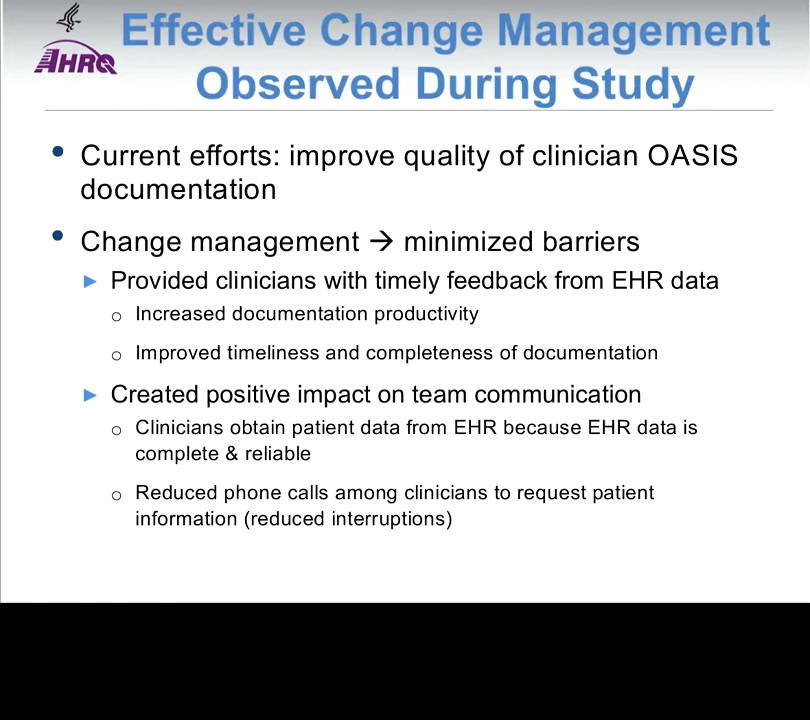 AHRQ
Effective Change Management
Observed During Study
• Current efforts: improve quality of clinician OASIS
documentation
• Change management → minimized barriers
► Provided clinicians with timely feedback from EHR data
o Increased documentation productivity
o Improved timeliness and completeness of documentation
► Created positive impact on team communication
o Clinicians obtain patient data from EHR because EHR data is
complete & reliable
o Reduced phone calls among clinicians to request patient
information (reduced interruptions)